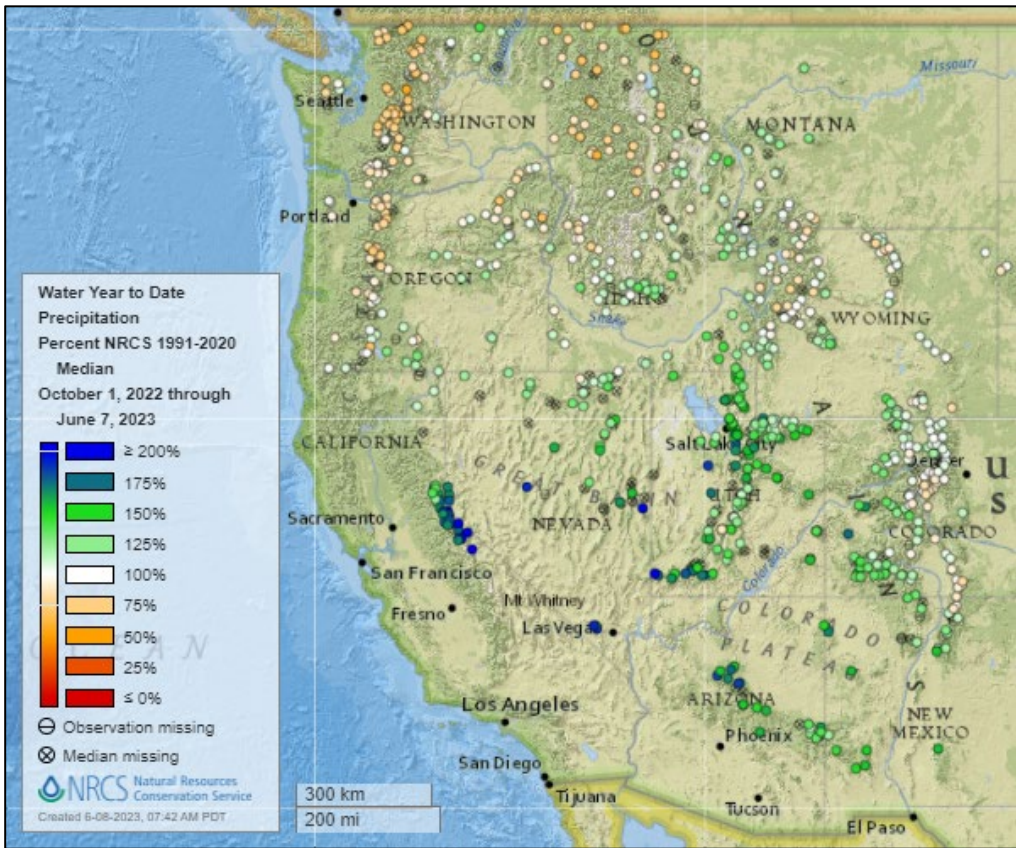 Missouri
Seattle
WASHINGTON
MONTANA
Portland
OREGON
Snake
WYOMING
CALIFORNIA
Salt Lake City
Denver
US
GREAT BASIN
UTAH
NEVADA
COLORADO
Sacramento
San Francisco
Colorado
Mt Whitney
Fresno
Las Vegas
COLORADO
PLATEA
OCEAN
ARIZONA
Los Angeles
NEW
MEXICO
Phoenix
San Diego
Tijuana
Tucson
El Paso
Water Year to Date
Precipitation
Percent NRCS 1991-2020
Median
October 1, 2022 through
June 7, 2023
≥ 200%
175%
150%
125%
100%
75%
50%
25%
≤ 0%
Observation missing
Median missing
NRCS Natural Resources
Conservation Service
Created 6-08-2023, 07:42 AM PDT
300 km
200 mi